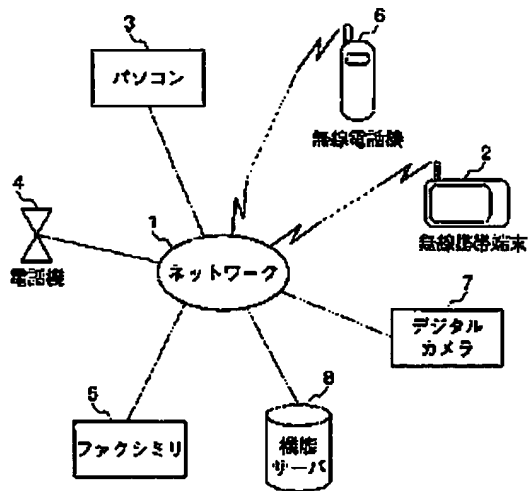 3
パソコン
6
無線電話機
2
無線携帯端末
4
電話機
1
ネットワーク
7
デジタル
カメラ
5
ファクシミリ
8
機態
サーバ